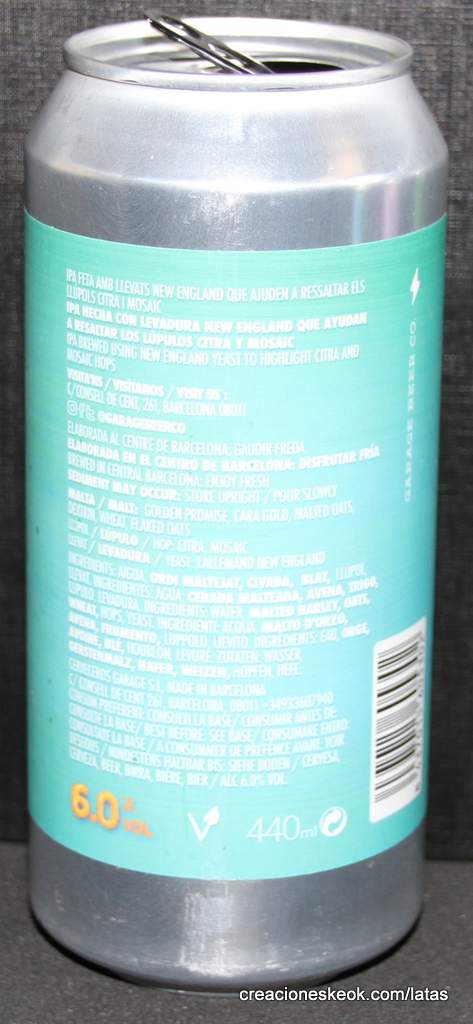 IPA FETA AMB LLEVATS NEW ENGLAND QUE AJUDEN A RESSALTAR ELS
LLÚPOLS CITRA I MOSAIC
IPA HECHA CON LEVADURA NEW ENGLAND QUE AYUDAN
A RESALTAR LOS LÚPULOS CITRA Y MOSAIC
IPA BREWED USING NEW ENGLAND YEAST TO HIGHLIGHT CITRA AND
MOSAIC HOPS
VISITA'NS / VISÍTANOS / VISIT US :
C/CONSELL DE CENT, 261, BARCELONA 08011
@GARAGEBEERCO
ELABORADA AL CENTRE DE BARCELONA: GAUDIR FREDA
ELABORADA EN EL CENTRO DE BARCELONA: DISFRUTAR FRÍA
BREWED IN CENTRAL BARCELONA: ENJOY FRESH
SEDIMENT MAY OCCUR: STORE UPRIGHT / POUR SLOWLY
MALTA / MALT: GOLDEN PROMISE, CARA GOLD, MALTED OATS,
DEXTRIN, WHEAT, FLAKED OATS
LLÚPOL / LÚPULO / HOP: CITRA, MOSAIC
LLEVAT / LEVADURA / YEAST: LALLEMAND NEW ENGLAND
INGREDIENTS: AIGUA, ORDI MALTEJAT, CIVADA, BLAT, LLÚPOL,
LLEVAT. INGREDIENTES: AGUA, CEBADA MALTEADA, AVENA, TRIGO,
LÚPULO, LEVADURA. INGREDIENTS: WATER, MALTED BARLEY, OATS,
WHEAT, HOPS, YEAST. INGREDIENTI: ACQUA, MALTO D'ORZO,
AVENA, FRUMENTO, LUPPOLO, LIEVITO. INGRÉDIENTS: EAU, ORGE,
AVOINE, BLÉ, HOUBLON, LEVURE. ZUTATEN: WASSER,
GERSTENMALZ, HAFER, WEIZEN, HOPFEN, HEFE.
CERVECEROS GARAGE S.L, MADE IN BARCELONA
C/ CONSELL DE CENT 261, BARCELONA, 08011 +34933607940
CONSUM PREFERENT: CONSULTI LA BASE/ CONSUMIR ANTES DE:
CONSULTE LA BASE/ BEST BEFORE: SEE BASE/ CONSUMARE ENTRO:
CONSULTATE LA BASE / A CONSOMMER DE PREFENCE AVANT: VOIR
DESSOUS / MINDESTENS HALTBAR BIS: SIEHE BODEN / CERVESA,
CERVEZA, BEER, BIRRA, BIERE, BIER / ALC 6.0% VOL.
6.0 % VOL
V
440ml
GARAGE BEER CO
creacioneskeok.com/latas